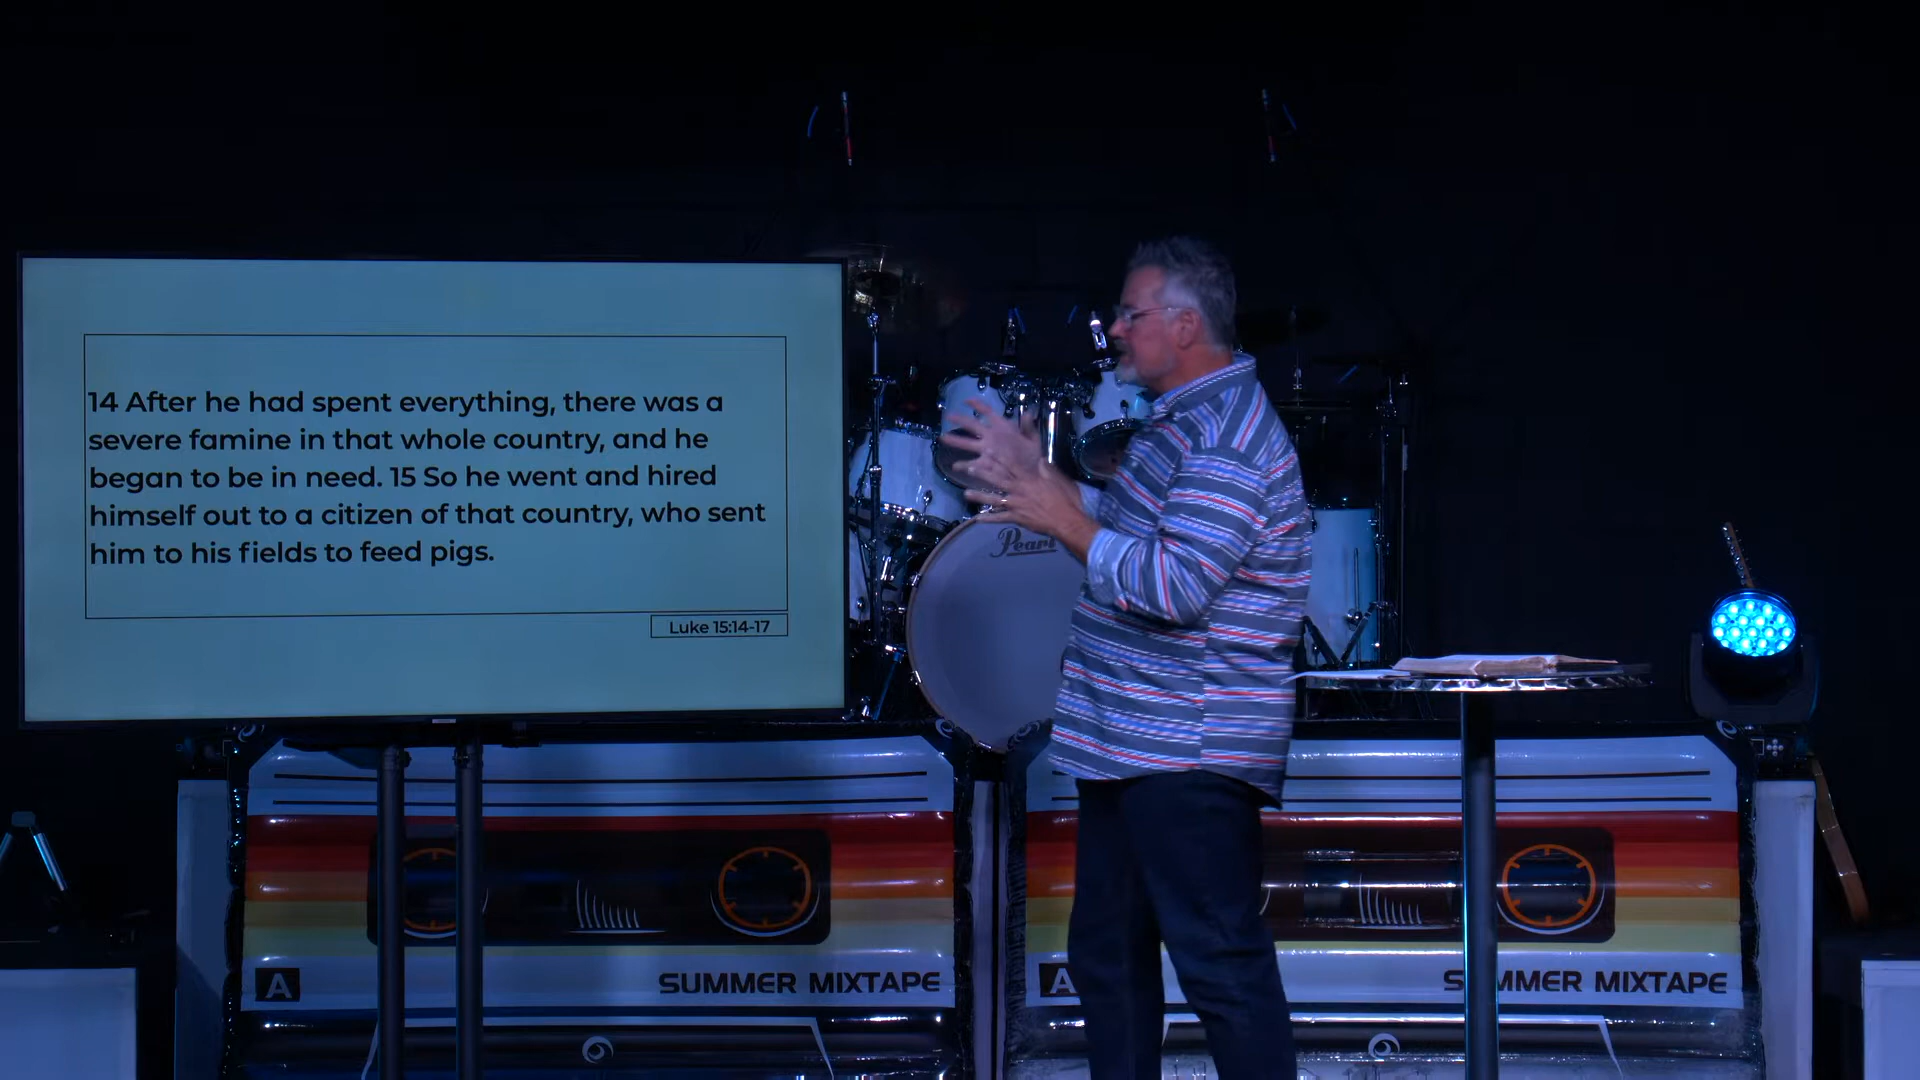 14 After he had spent everything, there was a
severe famine in that whole country, and he
began to be in need. 15 So he went and hired
himself out to a citizen of that country, who sent
him to his fields to feed pigs.
Luke 15:14-17
Pearl
A
SUMMER MIXTAPE
A
SUMMER MIXTAPE